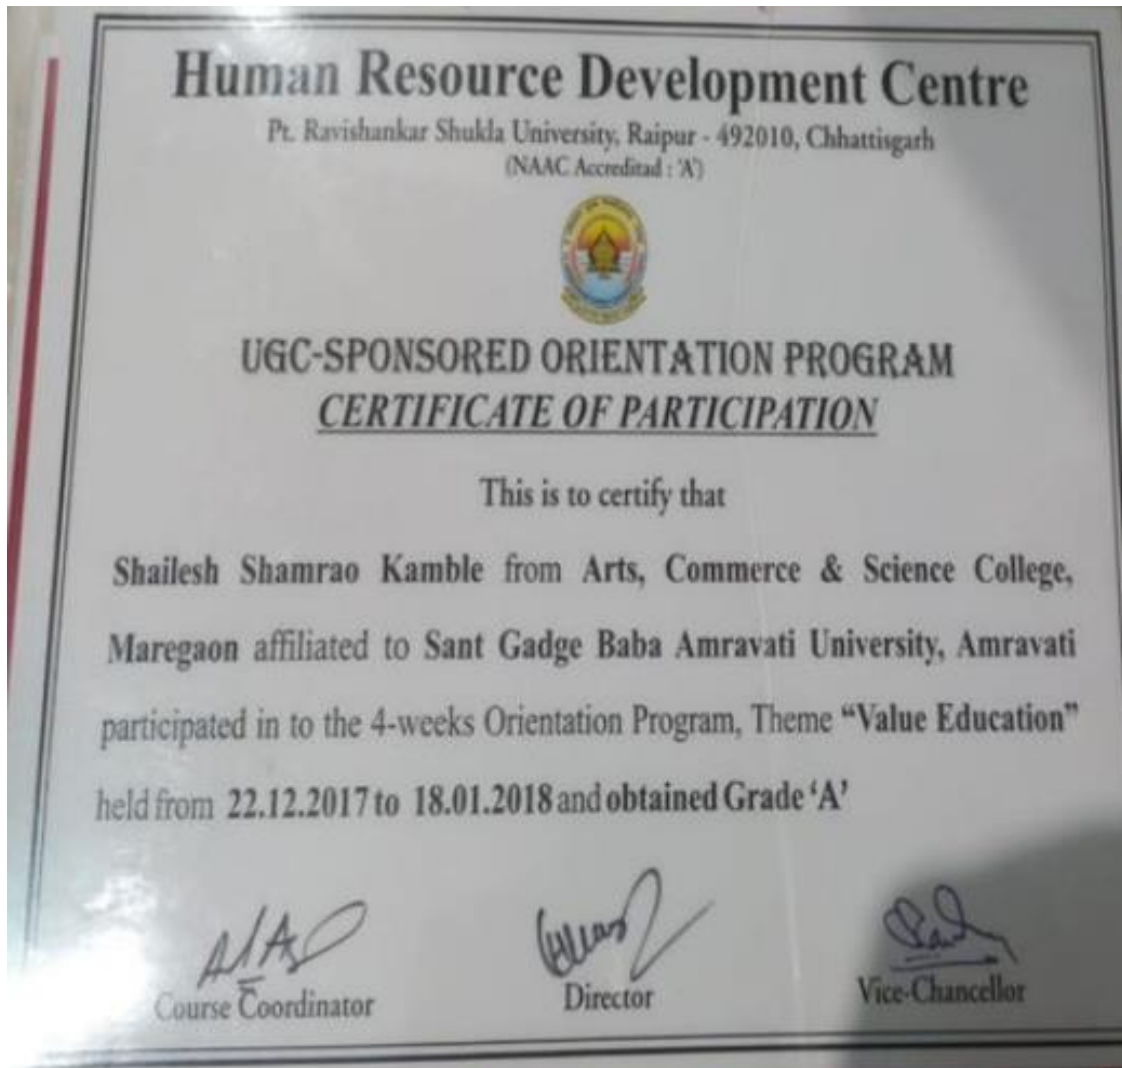 Human Resource Development Centre
Pt. Ravishankar Shukla University, Raipur - 492010, Chhattisgarh
(NAAC Accreditad : 'A')
UGC-SPONSORED ORIENTATION PROGRAM
CERTIFICATE OF PARTICIPATION
This is to certify that
Shailesh Shamrao Kamble from Arts, Commerce & Science College,
Maregaon affiliated to Sant Gadge Baba Amravati University, Amravati
participated in to the 4-weeks Orientation Program, Theme “Value Education”
held from 22.12.2017 to 18.01.2018 and obtained Grade ‘A’
Course Coordinator
Director
Vice-Chancellor